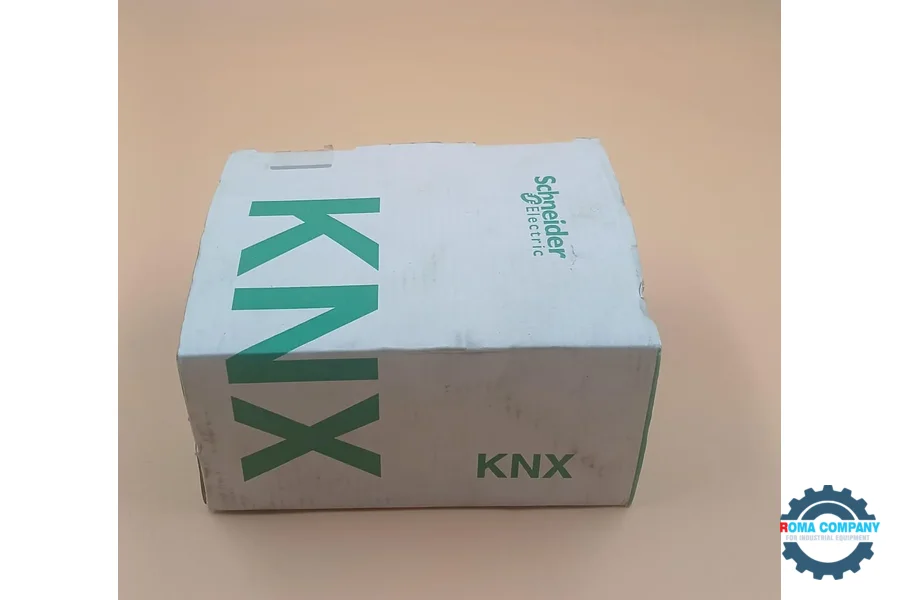 KNX
Schneider
Electric
KNX
ROMA COMPANY
FOR INDUSTRIAL EQUIPMENT